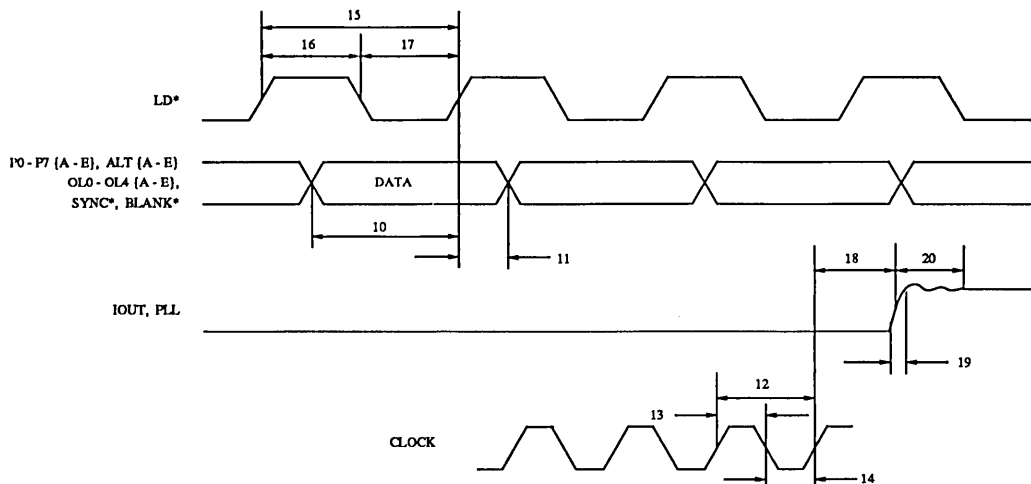 15
16
17
LD*
P0 - P7 {A - E}, ALT {A - E}
OL0 - OL4 {A - E},
SYNC*, BLANK*
DATA
10
11
18
20
IOUT, PLL
19
12
13
CLOCK
14